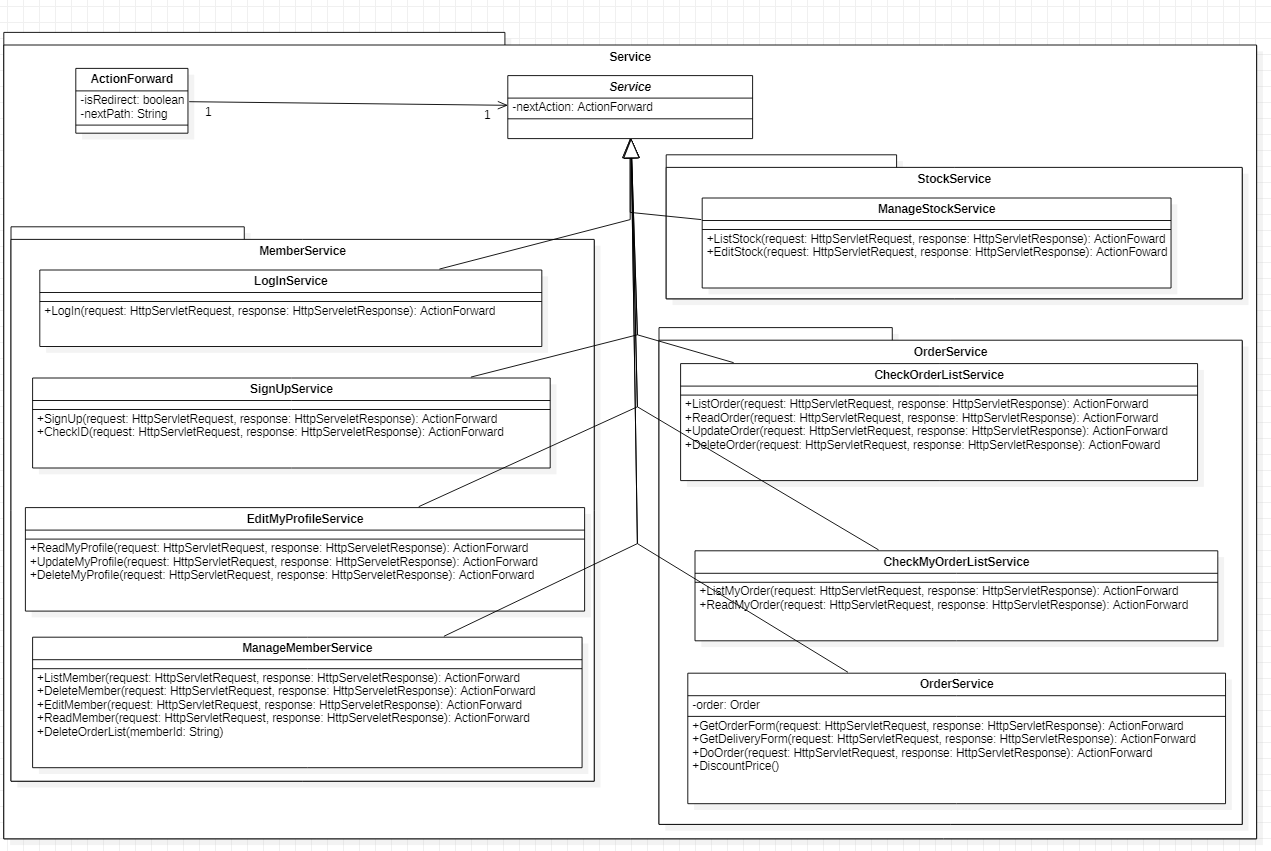 Service
ActionForward
-isRedirect: boolean
-nextPath: String
1
1
Service
-nextAction: ActionForward
StockService
ManageStockService
+ListStock(request: HttpServletRequest, response: HttpServletResponse): ActionFoward
+EditStock(request: HttpServletRequest, response: HttpServletResponse): ActionFoward
MemberService
LogInService
+LogIn(request: HttpServletRequest, response: HttpServeletResponse): ActionForward
SignUpService
+SignUp(request: HttpServletRequest, response: HttpServeletResponse): ActionForward
+CheckID(request: HttpServletRequest, response: HttpServeletResponse): ActionForward
EditMyProfileService
+ReadMyProfile(request: HttpServletRequest, response: HttpServeletResponse): ActionForward
+UpdateMyProfile(request: HttpServletRequest, response: HttpServeletResponse): ActionForward
+DeleteMyProfile(request: HttpServletRequest, response: HttpServeletResponse): ActionForward
ManageMemberService
+ListMember(request: HttpServletRequest, response: HttpServeletResponse): ActionForward
+DeleteMember(request: HttpServletRequest, response: HttpServeletResponse): ActionForward
+EditMember(request: HttpServletRequest, response: HttpServeletResponse): ActionForward
+ReadMember(request: HttpServletRequest, response: HttpServeletResponse): ActionForward
+DeleteOrderList(memberId: String)
OrderService
CheckOrderListService
+ListOrder(request: HttpServletRequest, response: HttpServletResponse): ActionForward
+ReadOrder(request: HttpServletRequest, response: HttpServletResponse): ActionForward
+UpdateOrder(request: HttpServletRequest, response: HttpServletResponse): ActionForward
+DeleteOrder(request: HttpServletRequest, response: HttpServletResponse): ActionForward
CheckMyOrderListService
+ListMyOrder(request: HttpServletRequest, response: HttpServletResponse): ActionForward
+ReadMyOrder(request: HttpServletRequest, response: HttpServletResponse): ActionForward
OrderService
-order: Order
+GetOrderForm(request: HttpServletRequest, response: HttpServletResponse): ActionForward
+GetDeliveryForm(request: HttpServletRequest, response: HttpServletResponse): ActionForward
+DoOrder(request: HttpServletRequest, response: HttpServletResponse): ActionForward
+DiscountPrice()